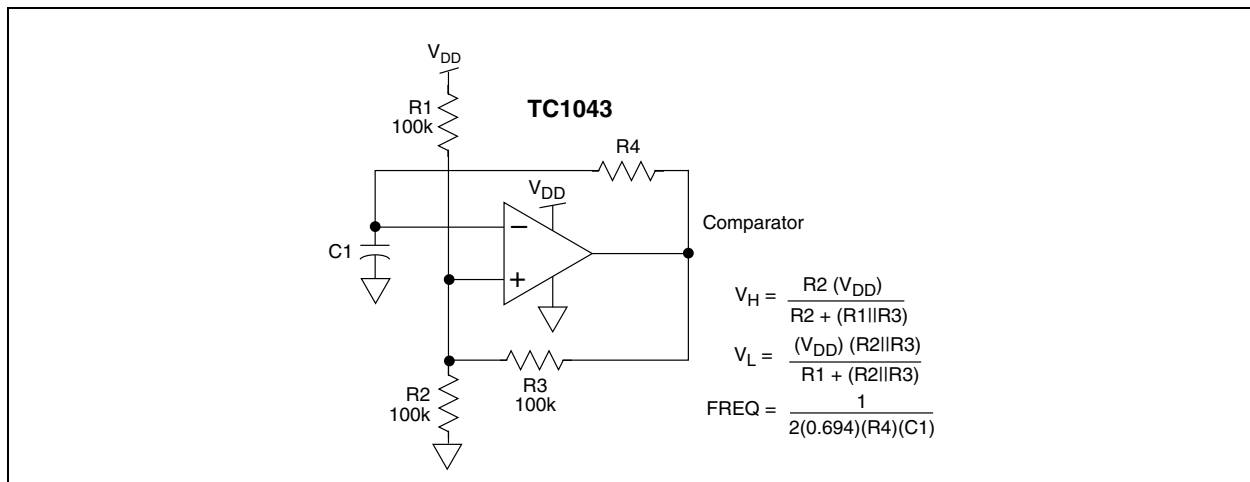 V_DD
R1
100k
TC1043
R4
V_DD
Comparator
C1
−
+
V_H = R2 (V_DD) / R2 + (R1||R3)
V_L = (V_DD) (R2||R3) / R1 + (R2||R3)
R3
100k
R2
100k
FREQ = 1 / 2(0.694)(R4)(C1)